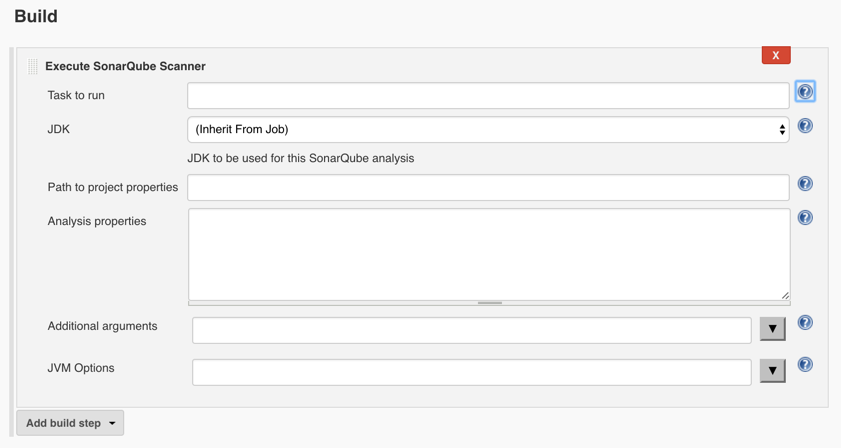 Build
Execute SonarQube Scanner
X
Task to run
?
JDK
(Inherit From Job)
?
JDK to be used for this SonarQube analysis
Path to project properties
?
Analysis properties
?
Additional arguments
?
JVM Options
?
Add build step